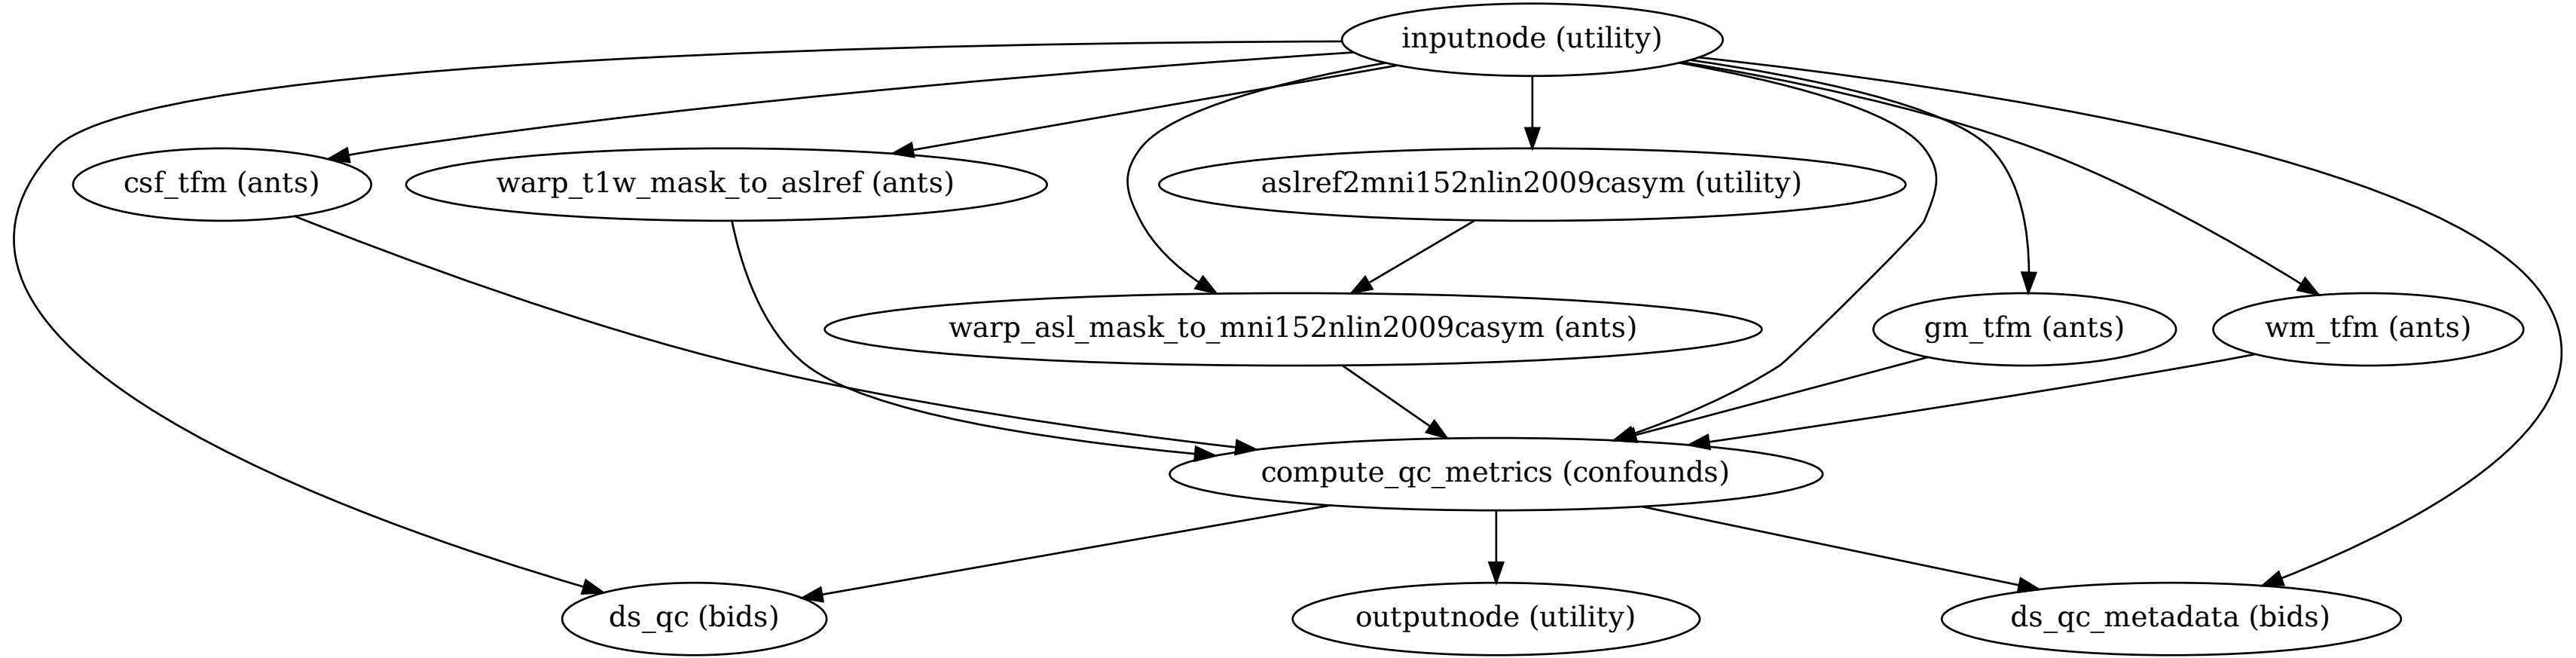 inputnode (utility)
csf_tfm (ants)
warp_t1w_mask_to_aslref (ants)
aslref2mni152nlin2009casym (utility)
warp_asl_mask_to_mni152nlin2009casym (ants)
gm_tfm (ants)
wm_tfm (ants)
compute_qc_metrics (confounds)
ds_qc (bids)
outputnode (utility)
ds_qc_metadata (bids)